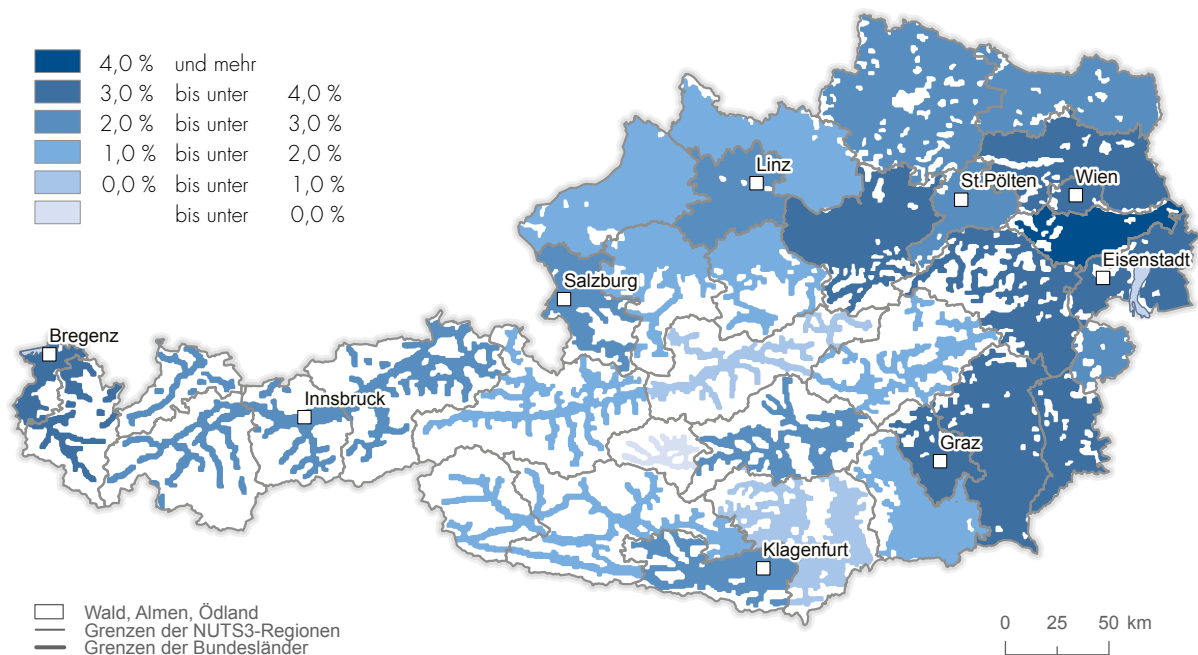 4,0 % und mehr
3,0 % bis unter 4,0 %
2,0 % bis unter 3,0 %
1,0 % bis unter 2,0 %
0,0 % bis unter 1,0 %
bis unter 0,0 %
Linz
St.Pölten
Wien
Eisenstadt
Salzburg
Bregenz
Innsbruck
Graz
Klagenfurt
Wald, Almen, Ödland
Grenzen der NUTS3-Regionen
Grenzen der Bundesländer
0 25 50 km